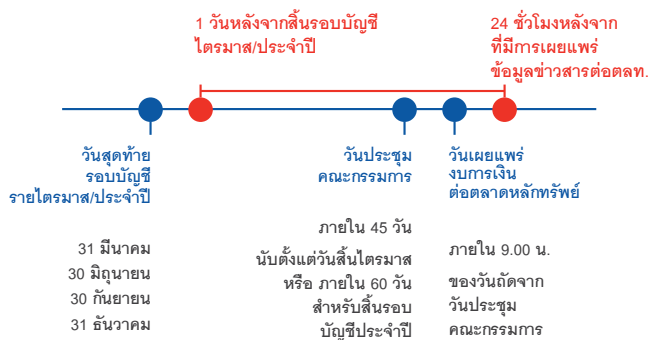 1 วันหลังจากสิ้นรอบบัญชี
ไตรมาส/ประจำปี
24 ชั่วโมงหลังจาก
ที่มีการเผยแพร่
ข้อมูลข่าวสารต่อตลท.
วันสุดท้าย
รอบบัญชี
รายไตรมาส/ประจำปี
วันประชุม
คณะกรรมการ
วันเผยแพร่
งบการเงิน
ต่อตลาดหลักทรัพย์
31 มีนาคม
30 มิถุนายน
30 กันยายน
31 ธันวาคม
ภายใน 45 วัน
นับตั้งแต่วันสิ้นไตรมาส
หรือ ภายใน 60 วัน
สำหรับสิ้นรอบ
บัญชีประจำปี
ภายใน 9.00 น.
ของวันถัดจาก
วันประชุม
คณะกรรมการ